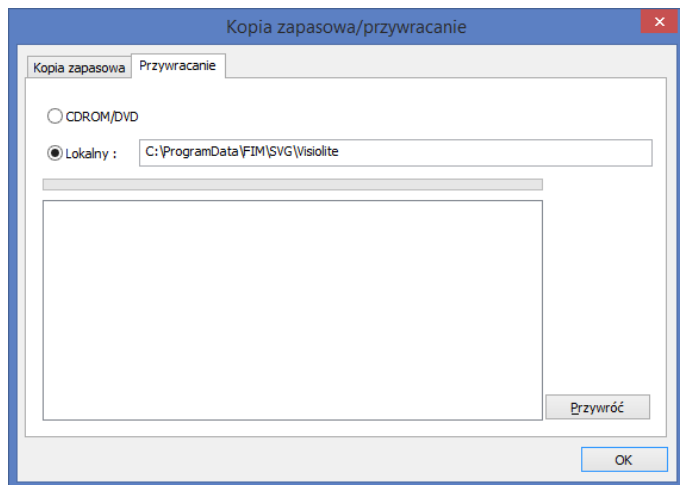 Kopia zapasowa/przywracanie
Kopia zapasowa Przywracanie
CDROM/DVD
Lokalny : C:\ProgramData\FIM\SVG\Visiolite
Przywróć
OK